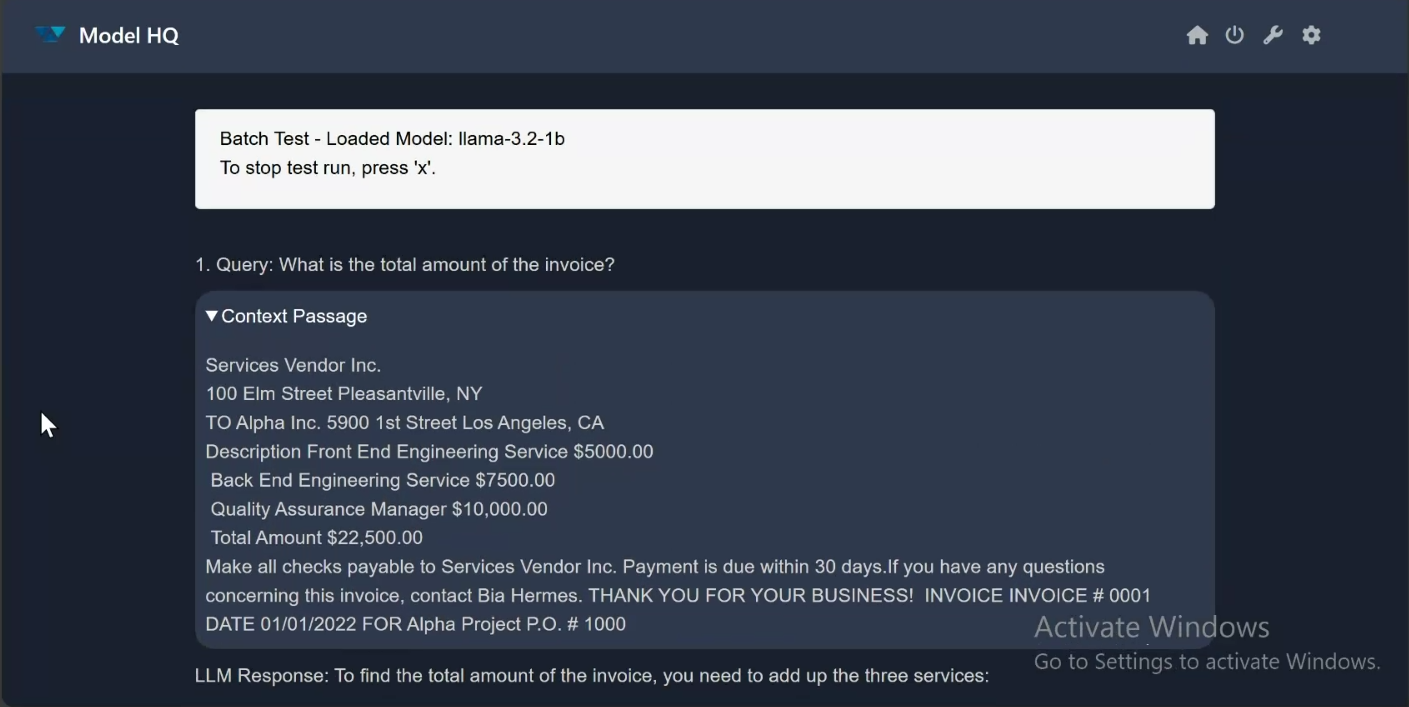 Model HQ
Batch Test - Loaded Model: llama-3.2-1b
To stop test run, press 'x'.
1. Query: What is the total amount of the invoice?
▼Context Passage
Services Vendor Inc.
100 Elm Street Pleasantville, NY
TO Alpha Inc. 5900 1st Street Los Angeles, CA
Description Front End Engineering Service $5000.00
Back End Engineering Service $7500.00
Quality Assurance Manager $10,000.00
Total Amount $22,500.00
Make all checks payable to Services Vendor Inc. Payment is due within 30 days.If you have any questions
concerning this invoice, contact Bia Hermes. THANK YOU FOR YOUR BUSINESS!  INVOICE INVOICE # 0001
DATE 01/01/2022 FOR Alpha Project P.O. # 1000
LLM Response: To find the total amount of the invoice, you need to add up the three services:
Activate Windows
Go to Settings to activate Windows.